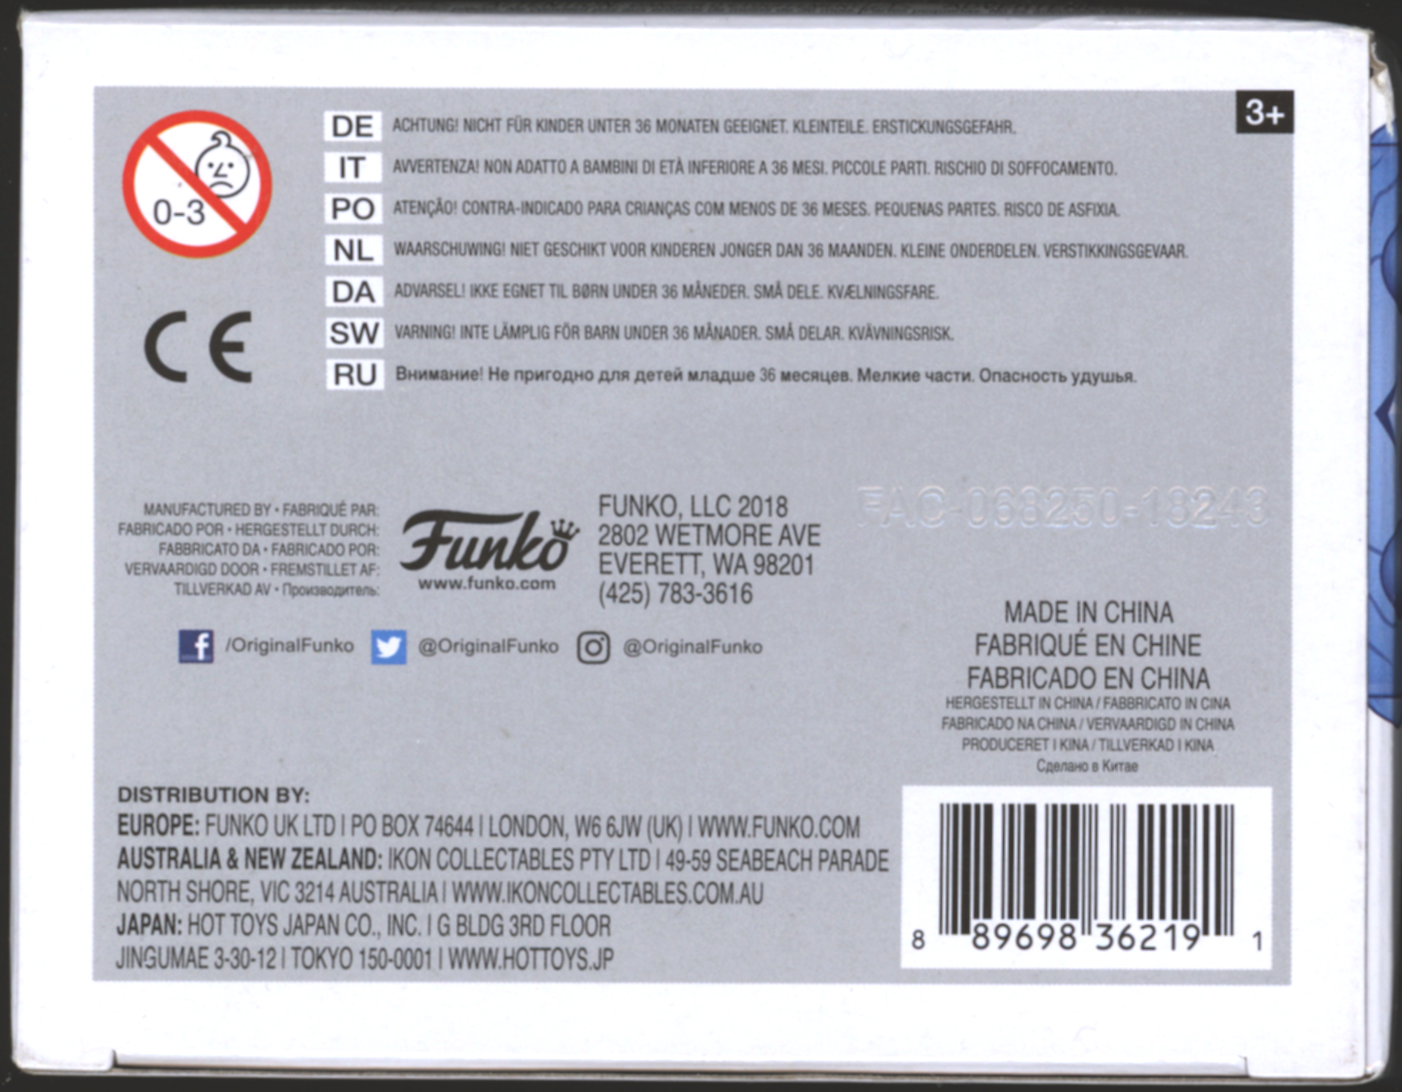 0-3
3+
DE ACHTUNG! NICHT FÜR KINDER UNTER 36 MONATEN GEEIGNET. KLEINTEILE. ERSTICKUNGSGEFAHR.
IT AVVERTENZA! NON ADATTO A BAMBINI DI ETÀ INFERIORE A 36 MESI. PICCOLE PARTI. RISCHIO DI SOFFOCAMENTO.
PO ATENÇÃO! CONTRA-INDICADO PARA CRIANÇAS COM MENOS DE 36 MESES. PEQUENAS PARTES. RISCO DE ASFIXIA.
NL WAARSCHUWING! NIET GESCHIKT VOOR KINDEREN JONGER DAN 36 MAANDEN. KLEINE ONDERDELEN. VERSTIKKINGSGEVAAR.
DA ADVARSEL! IKKE EGNET TIL BØRN UNDER 36 MÅNEDER. SMÅ DELE. KVÆLNINGSFARE.
SW VARNING! INTE LÄMPLIG FÖR BARN UNDER 36 MÅNADER. SMÅ DELAR. KVÄVNINGSRISK.
RU Внимание! Не пригодно для детей младше 36 месяцев. Мелкие части. Опасность удушья.
CE
MANUFACTURED BY • FABRIQUÉ PAR:
FABRICADO POR • HERGESTELLT DURCH:
FABBRICATO DA • FABRICADO POR:
VERVAARDIGD DOOR • FREMSTILLET AF:
TILLVERKAD AV • Производитель:
Funko
www.funko.com
FUNKO, LLC 2018
2802 WETMORE AVE
EVERETT, WA 98201
(425) 783-3616
FAC-063250-13243
/OriginalFunko @OriginalFunko @OriginalFunko
MADE IN CHINA
FABRIQUÉ EN CHINE
FABRICADO EN CHINA
HERGESTELLT IN CHINA / FABBRICATO IN CINA
FABRICADO NA CHINA / VERVAARDIGD IN CHINA
PRODUCERET I KINA / TILLVERKAD I KINA
Сделано в Китае
DISTRIBUTION BY:
EUROPE: FUNKO UK LTD | PO BOX 74644 | LONDON, W6 6JW (UK) | WWW.FUNKO.COM
AUSTRALIA & NEW ZEALAND: IKON COLLECTABLES PTY LTD | 49-59 SEABEACH PARADE
NORTH SHORE, VIC 3214 AUSTRALIA | WWW.IKONCOLLECTABLES.COM.AU
JAPAN: HOT TOYS JAPAN CO., INC. | G BLDG 3RD FLOOR
JINGUMAE 3-30-12 | TOKYO 150-0001 | WWW.HOTTOYS.JP
8 89698 36219 1